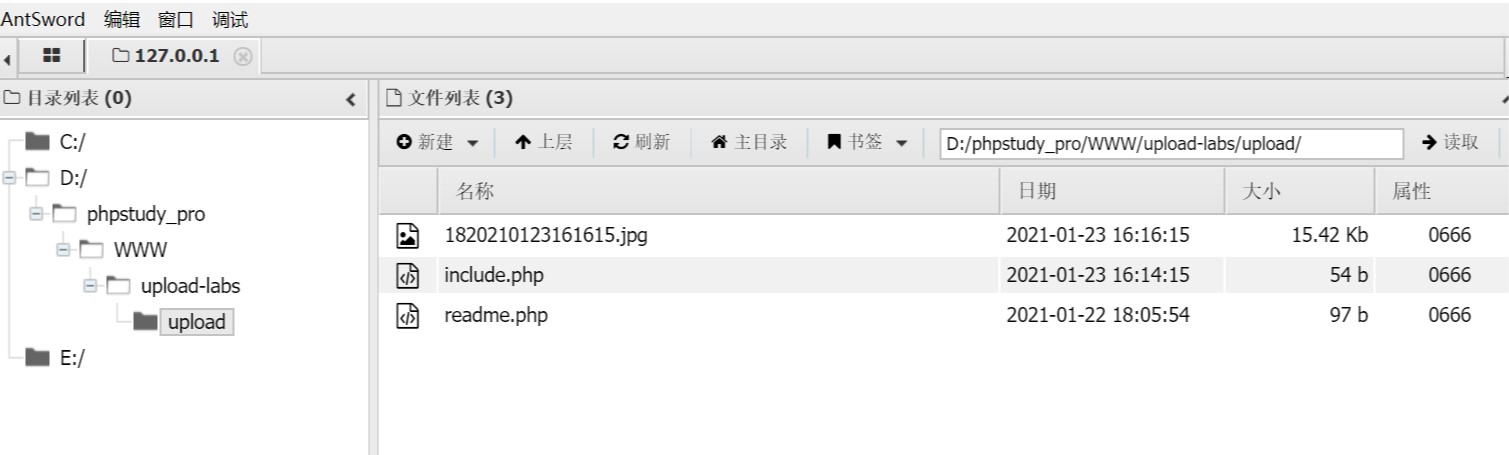 AntSword 编辑 窗口 调试
127.0.0.1
目录列表 (0)
文件列表 (3)
新建 上层 刷新 主目录 书签 D:/phpstudy_pro/WWW/upload-labs/upload/ 读取
C:/
D:/
phpstudy_pro
WWW
upload-labs
upload
E:/
名称 日期 大小 属性
1820210123161615.jpg 2021-01-23 16:16:15 15.42 Kb 0666
include.php 2021-01-23 16:14:15 54 b 0666
readme.php 2021-01-22 18:05:54 97 b 0666